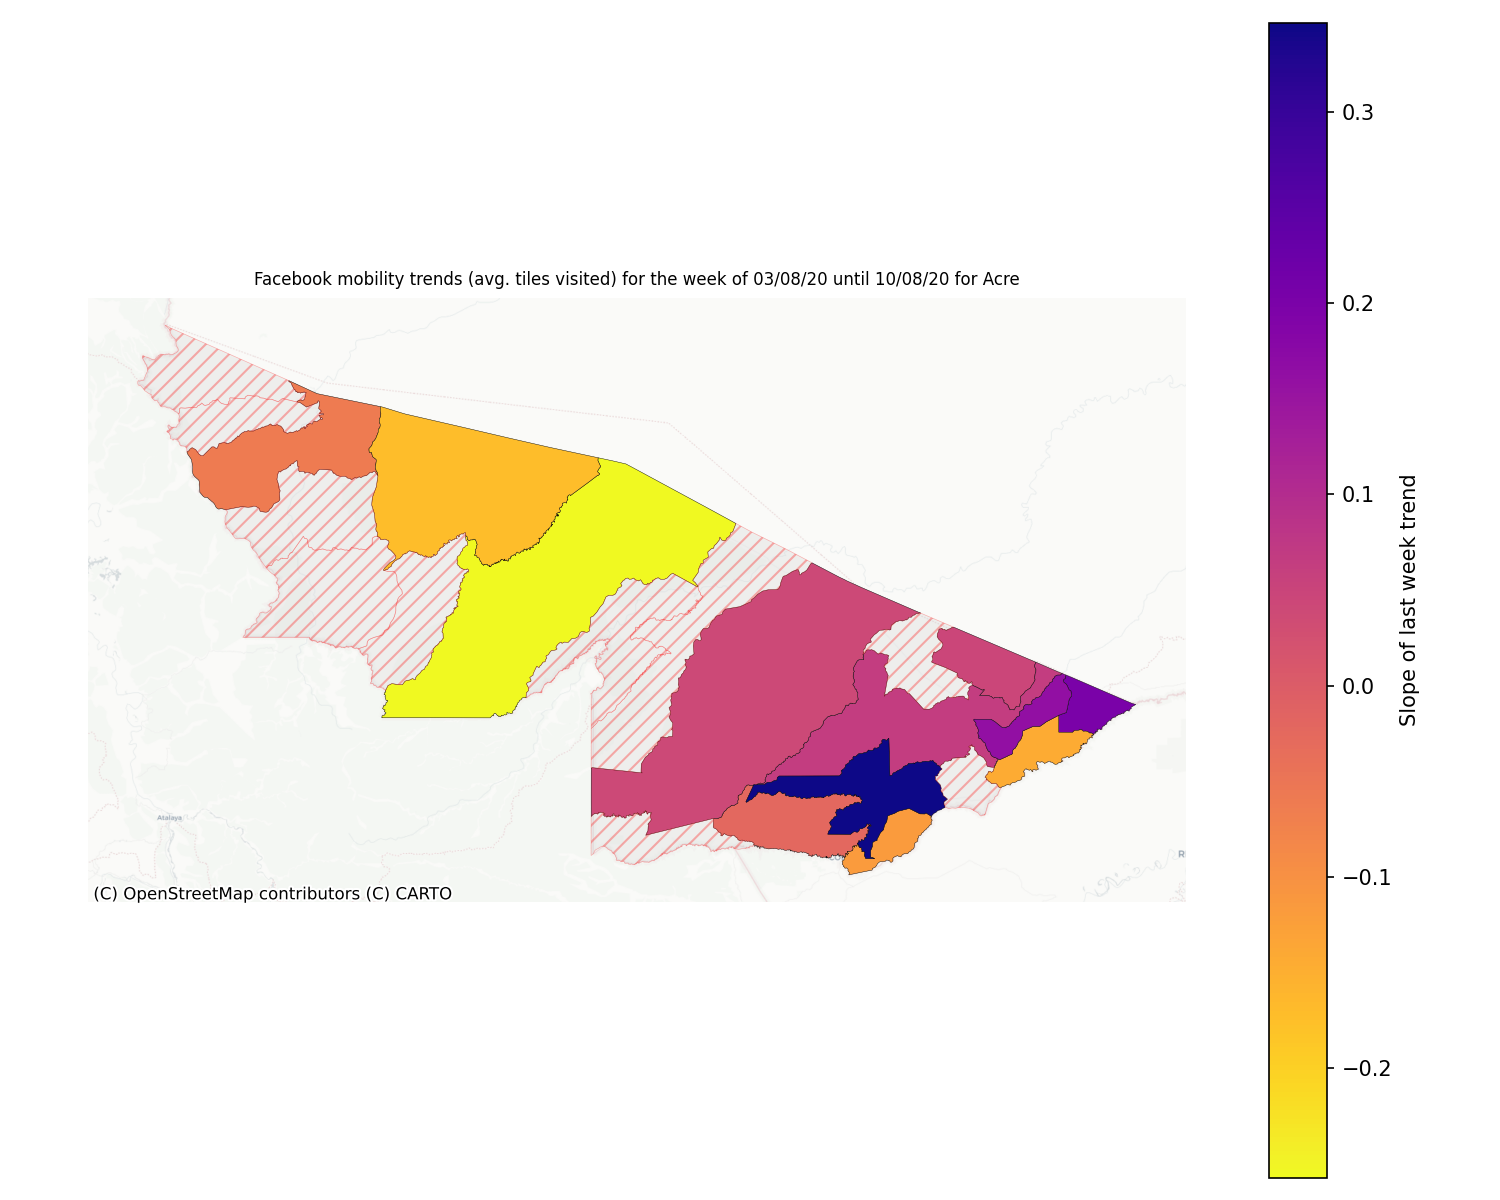 Facebook mobility trends (avg. tiles visited) for the week of 03/08/20 until 10/08/20 for Acre
0.3
0.2
0.1
0.0
−0.1
−0.2
Slope of last week trend
Atalaya
(C) OpenStreetMap contributors (C) CARTO